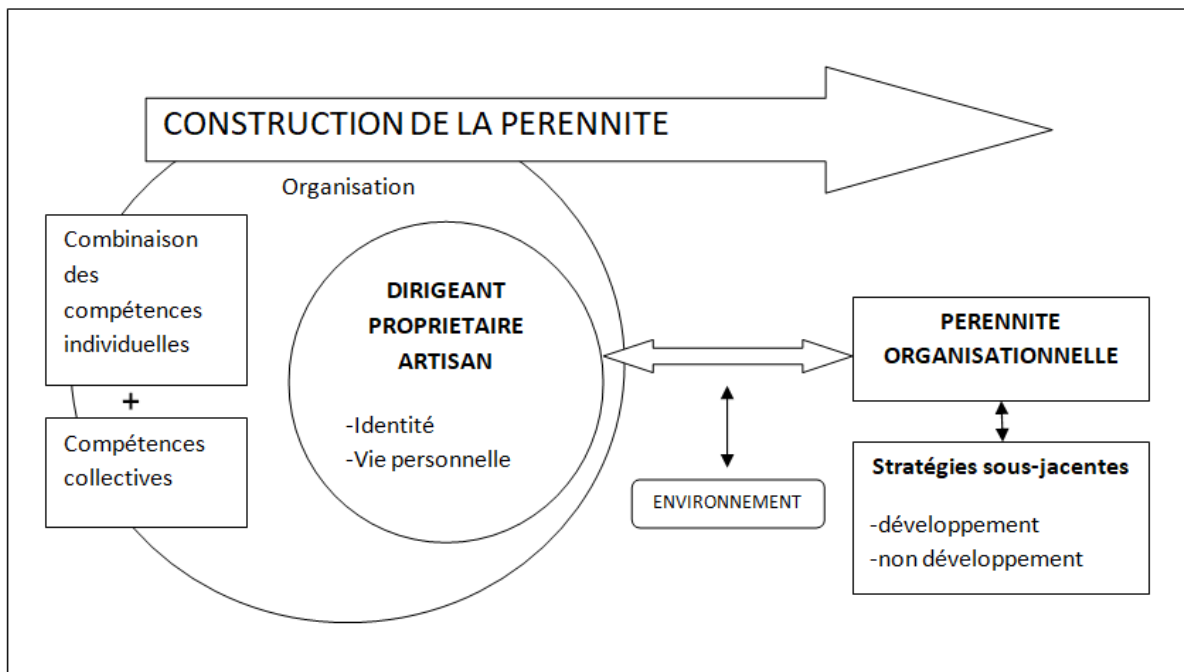 CONSTRUCTION DE LA PERENNITE
Organisation
Combinaison
des
compétences
individuelles
+
Compétences
collectives
DIRIGEANT
PROPRIETAIRE
ARTISAN
-Identité
-Vie personnelle
ENVIRONNEMENT
PERENNITE
ORGANISATIONNELLE
Stratégies sous-jacentes
-développement
-non développement